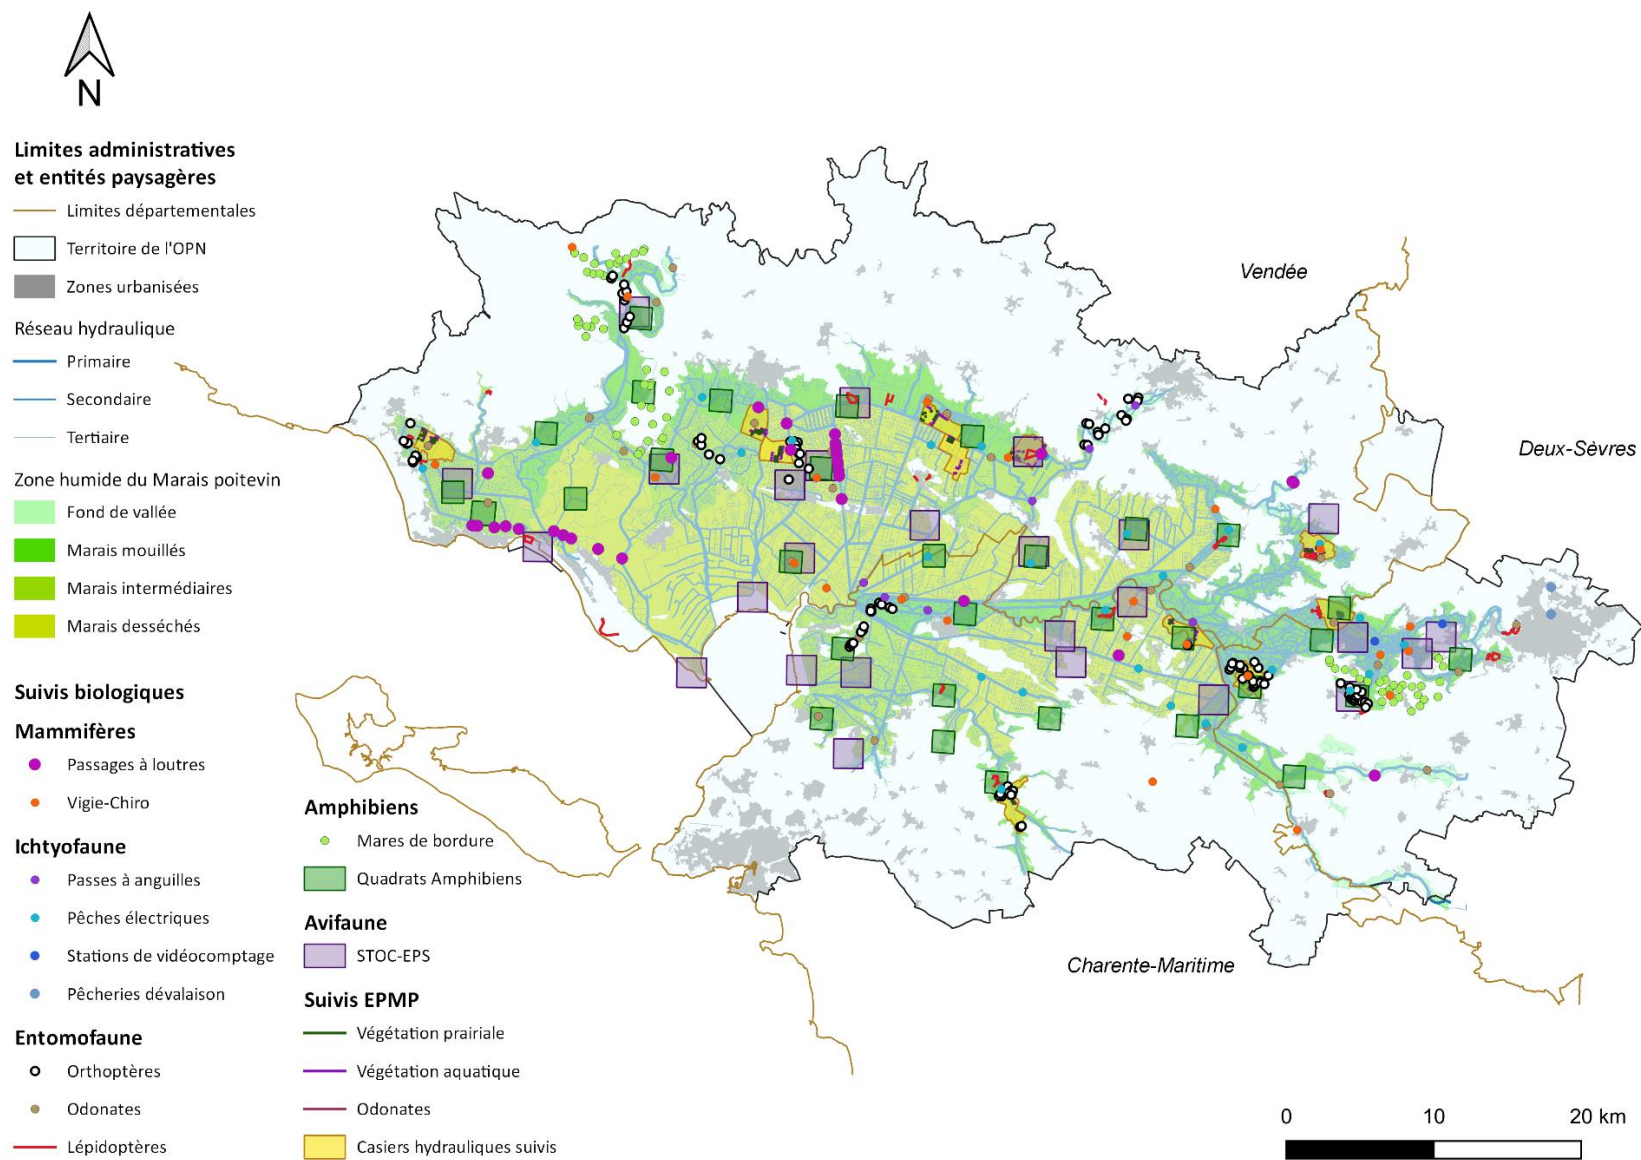 N
Limites administratives
et entités paysagères
Limites départementales
Territoire de l'OPN
Zones urbanisées
Réseau hydraulique
Primaire
Secondaire
Tertiaire
Zone humide du Marais poitevin
Fond de vallée
Marais mouillés
Marais intermédiaires
Marais desséchés
Suivis biologiques
Mammifères
Passages à loutres
Vigie-Chiro
Ichtyofaune
Passes à anguilles
Pêches électriques
Stations de vidéocomptage
Pêcheries dévalaison
Entomofaune
Orthoptères
Odonates
Lépidoptères
Amphibiens
Mares de bordure
Quadrats Amphibiens
Avifaune
STOC-EPS
Suivis EPMP
Végétation prairiale
Végétation aquatique
Odonates
Casiers hydrauliques suivis
Vendée
Deux-Sèvres
Charente-Maritime
0 10 20 km